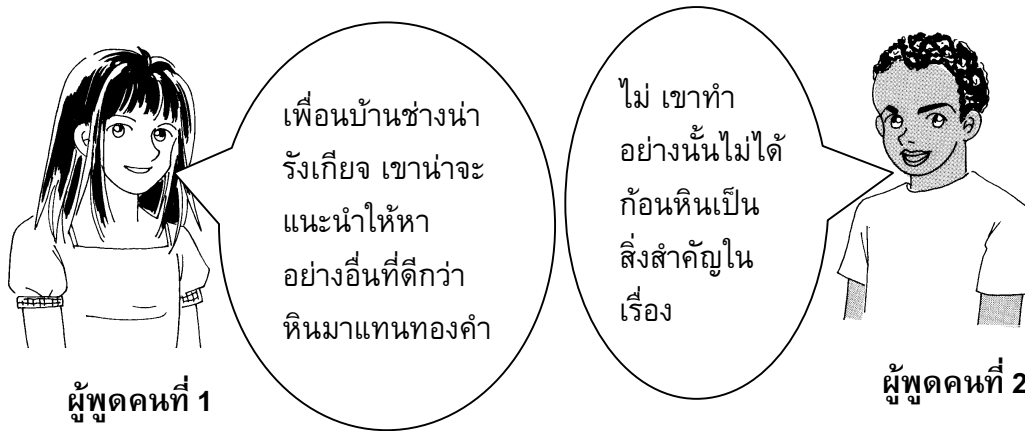 เพื่อนบ้านช่างน่า
รังเกียจ เขาน่าจะ
แนะนำให้หา
อย่างอื่นที่ดีกว่า
หินมาแทนทองคำ
ไม่ เขาทำ
อย่างนั้นไม่ได้
ก้อนหินเป็น
สิ่งสำคัญใน
เรื่อง
ผู้พูดคนที่ 1
ผู้พูดคนที่ 2